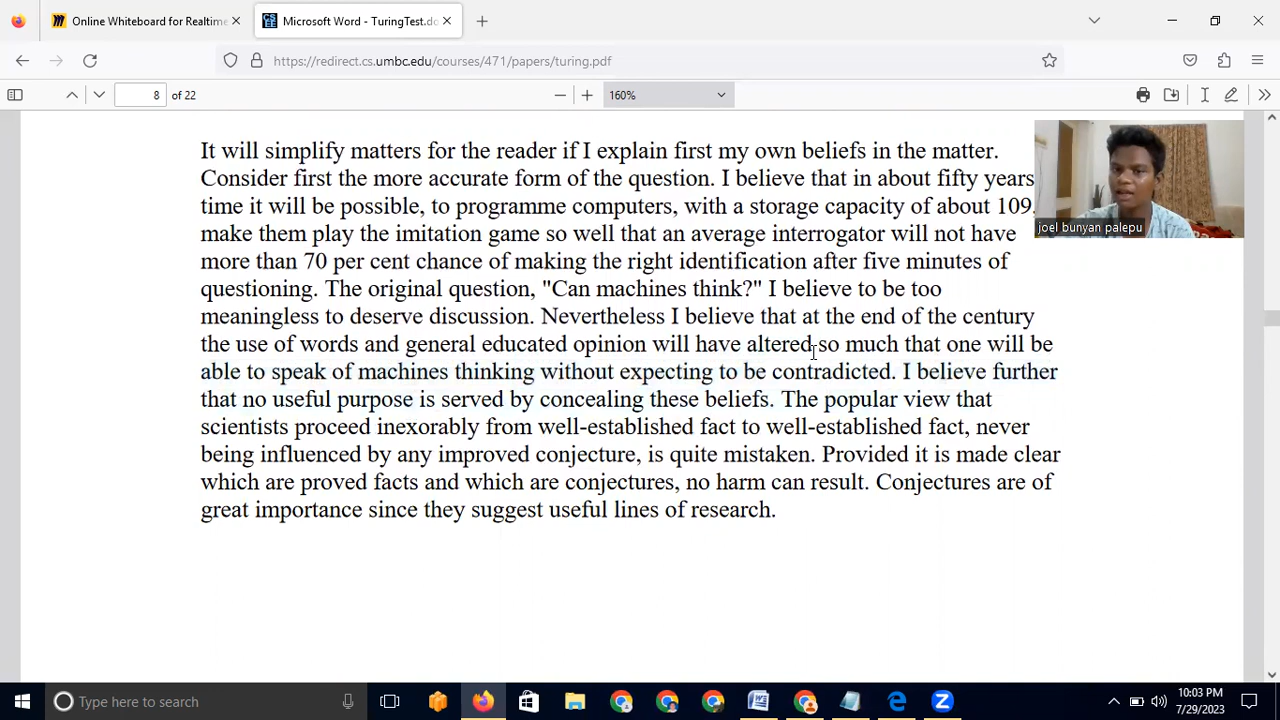 Online Whiteboard for Realtime
Microsoft Word - TuringTest.do
https://redirect.cs.umbc.edu/courses/471/papers/turing.pdf
8 of 22
160%
It will simplify matters for the reader if I explain first my own beliefs in the matter.
Consider first the more accurate form of the question. I believe that in about fifty years
time it will be possible, to programme computers, with a storage capacity of about 109,
make them play the imitation game so well that an average interrogator will not have
more than 70 per cent chance of making the right identification after five minutes of
questioning. The original question, "Can machines think?" I believe to be too
meaningless to deserve discussion. Nevertheless I believe that at the end of the century
the use of words and general educated opinion will have altered so much that one will be
able to speak of machines thinking without expecting to be contradicted. I believe further
that no useful purpose is served by concealing these beliefs. The popular view that
scientists proceed inexorably from well-established fact to well-established fact, never
being influenced by any improved conjecture, is quite mistaken. Provided it is made clear
which are proved facts and which are conjectures, no harm can result. Conjectures are of
great importance since they suggest useful lines of research.
joel bunyan palepu
Type here to search
10:03 PM
7/29/2023